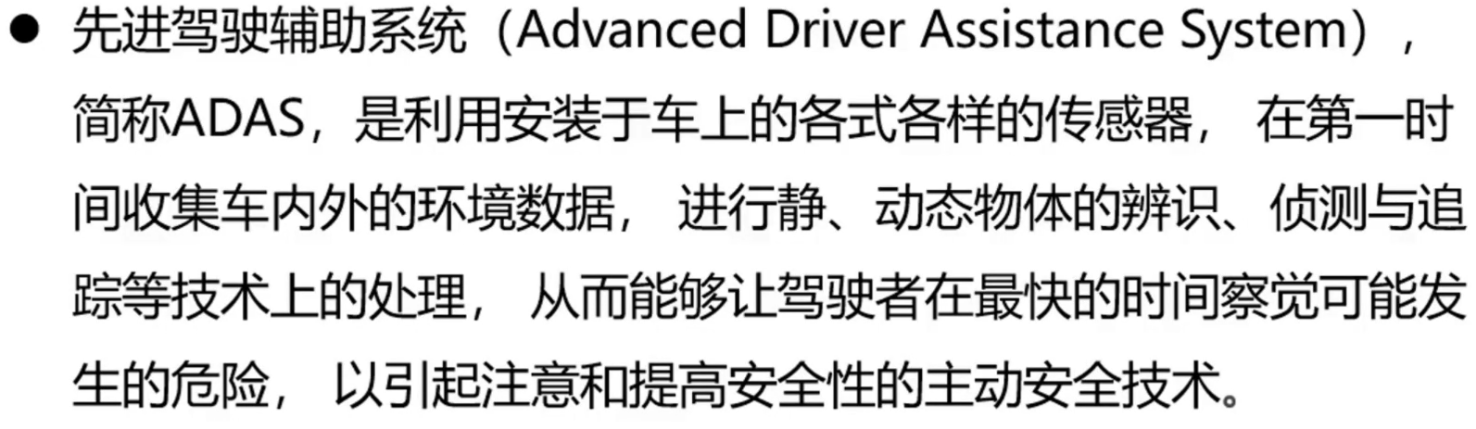 ● 先进驾驶辅助系统（Advanced Driver Assistance System），
简称ADAS，是利用安装于车上的各式各样的传感器， 在第一时
间收集车内外的环境数据， 进行静、动态物体的辨识、侦测与追
踪等技术上的处理， 从而能够让驾驶者在最快的时间察觉可能发
生的危险， 以引起注意和提高安全性的主动安全技术。